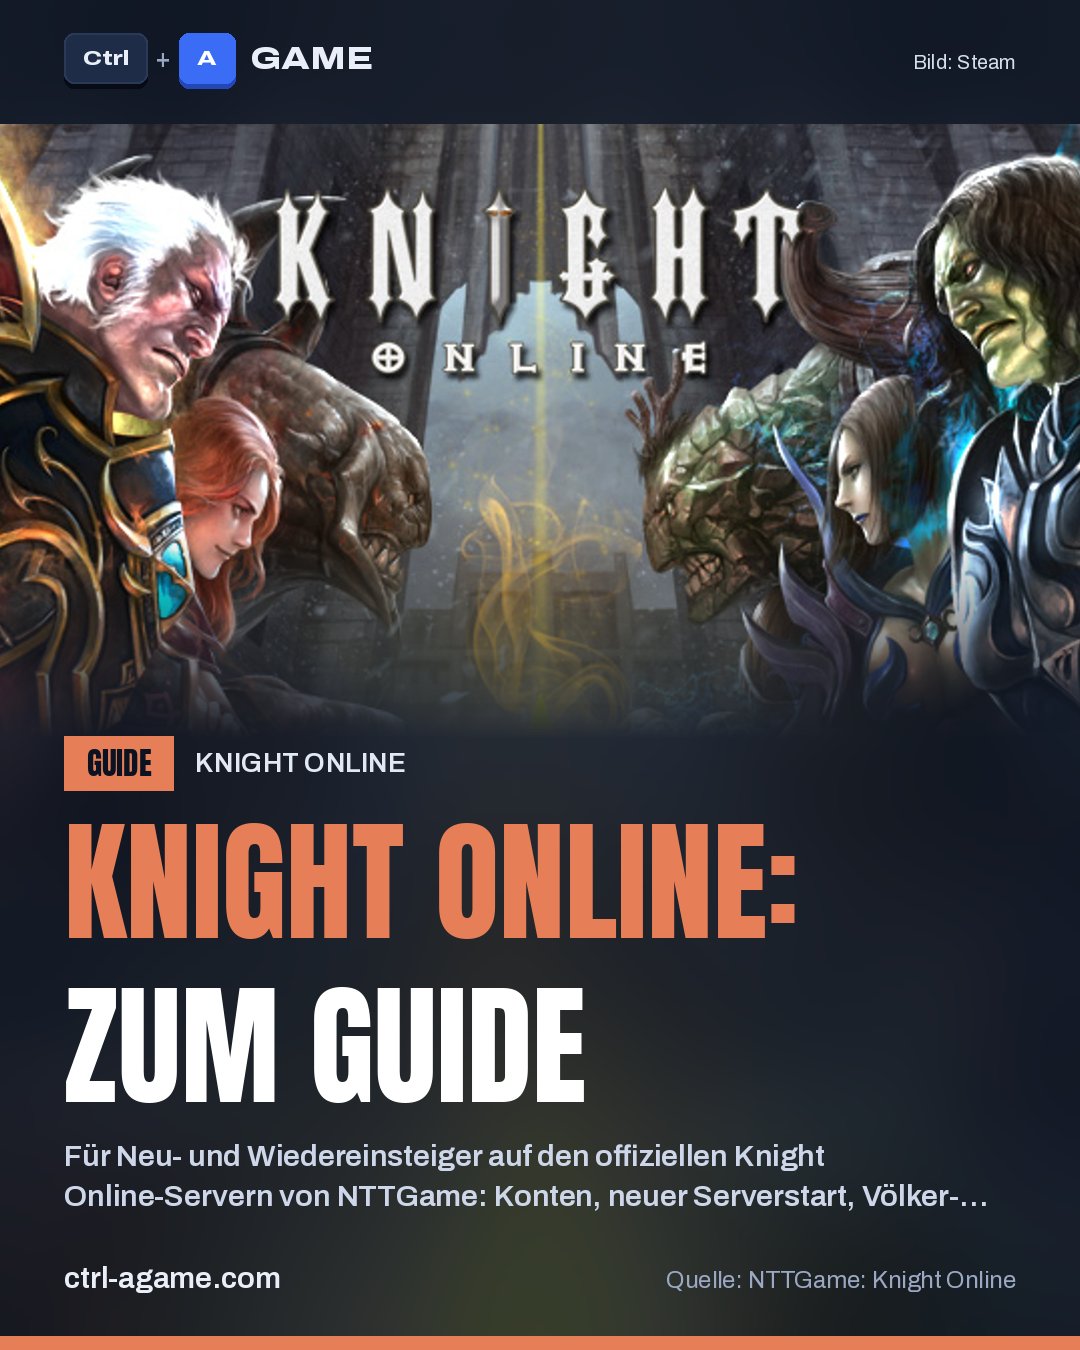 Ctrl + A GAME
Bild: Steam
KNIGHT
ONLINE
GUIDE KNIGHT ONLINE
KNIGHT ONLINE:
ZUM GUIDE
Für Neu- und Wiedereinsteiger auf den offiziellen Knight
Online-Servern von NTTGame: Konten, neuer Serverstart, Völker-...
ctrl-agame.com
Quelle: NTTGame: Knight Online